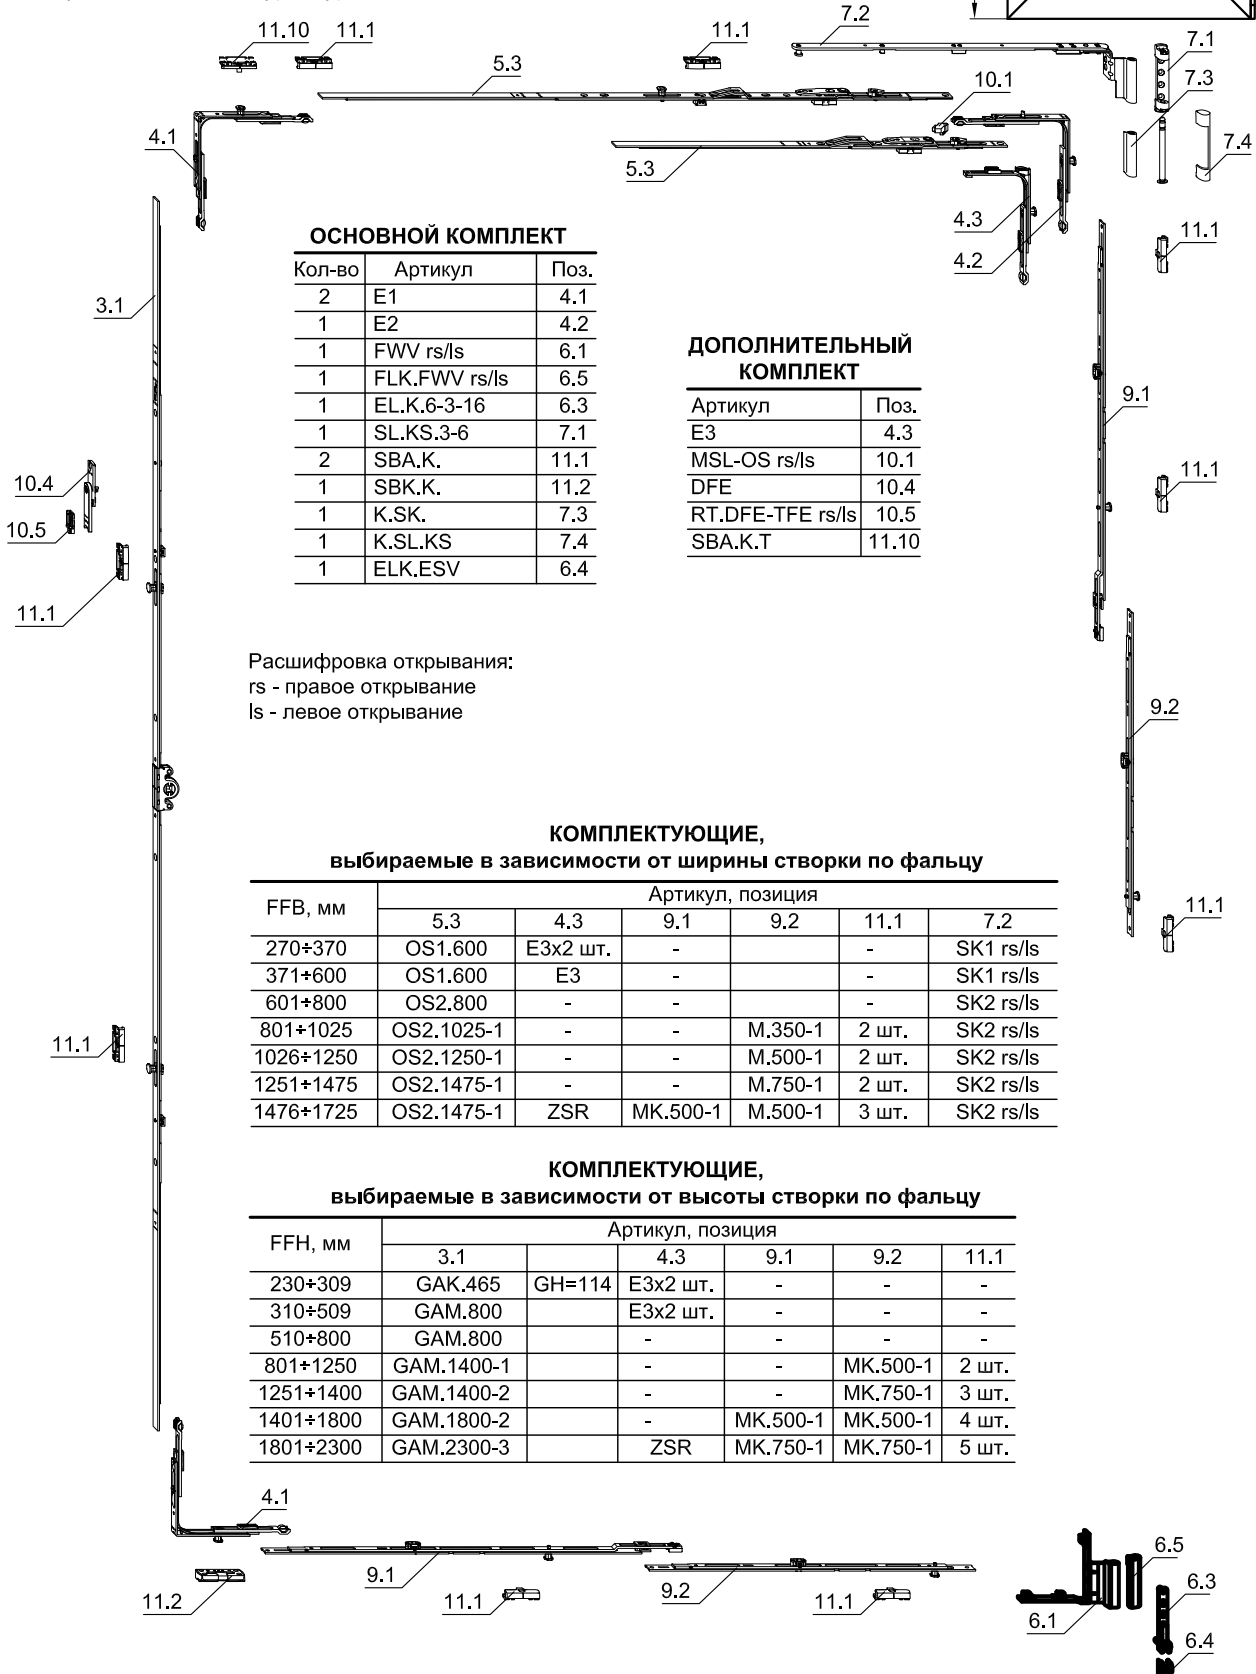 11.10
11.1
11.1
7.2
7.1
5.3
10.1
7.3
4.1
5.3
7.4
4.3
4.2
11.1
3.1
ОСНОВНОЙ КОМПЛЕКТ
Кол-во Артикул Поз.
2 E1 4.1
1 E2 4.2
1 FWV rs/ls 6.1
1 FLK.FWV rs/ls 6.5
1 EL.K.6-3-16 6.3
1 SL.KS.3-6 7.1
2 SBA.K. 11.1
1 SBK.K. 11.2
1 K.SK. 7.3
1 K.SL.KS 7.4
1 ELK.ESV 6.4
ДОПОЛНИТЕЛЬНЫЙ
КОМПЛЕКТ
Артикул Поз.
E3 4.3
MSL-OS rs/ls 10.1
DFE 10.4
RT.DFE-TFE rs/ls 10.5
SBA.K.T 11.10
9.1
10.4
10.5
11.1
11.1
Расшифровка открывания:
rs - правое открывание
ls - левое открывание
9.2
КОМПЛЕКТУЮЩИЕ,
выбираемые в зависимости от ширины створки по фальцу
FFB, мм Артикул, позиция
5.3 4.3 9.1 9.2 11.1 7.2
270÷370 OS1.600 E3x2 шт. - - SK1 rs/ls
371÷600 OS1.600 E3 - - SK1 rs/ls
601÷800 OS2.800 - - - SK2 rs/ls
801÷1025 OS2.1025-1 - - M.350-1 2 шт. SK2 rs/ls
1026÷1250 OS2.1250-1 - - M.500-1 2 шт. SK2 rs/ls
1251÷1475 OS2.1475-1 - - M.750-1 2 шт. SK2 rs/ls
1476÷1725 OS2.1475-1 ZSR MK.500-1 M.500-1 3 шт. SK2 rs/ls
11.1
11.1
КОМПЛЕКТУЮЩИЕ,
выбираемые в зависимости от высоты створки по фальцу
FFH, мм Артикул, позиция
3.1 4.3 9.1 9.2 11.1
230÷309 GAK.465 GH=114 E3x2 шт. - - -
310÷509 GAM.800 E3x2 шт. - - -
510÷800 GAM.800 - - - -
801÷1250 GAM.1400-1 - - MK.500-1 2 шт.
1251÷1400 GAM.1400-2 - - MK.750-1 3 шт.
1401÷1800 GAM.1800-2 - MK.500-1 MK.500-1 4 шт.
1801÷2300 GAM.2300-3 ZSR MK.750-1 MK.750-1 5 шт.
4.1
9.1
11.2
11.1
9.2
11.1
6.5
6.3
6.1
6.4